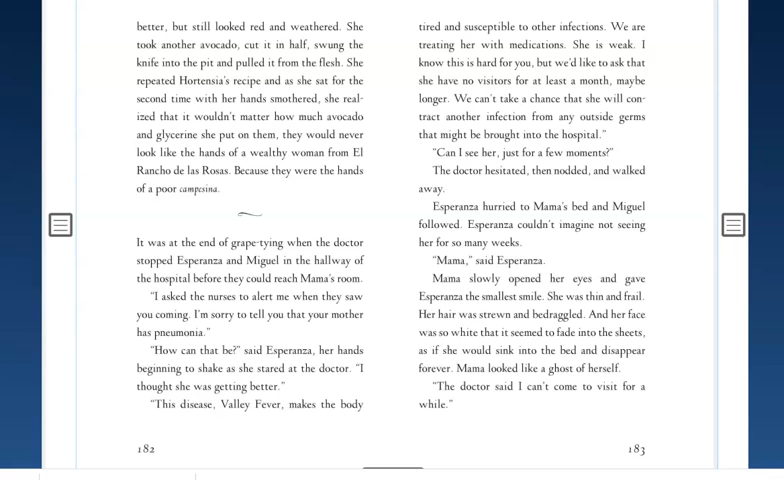 better, but still looked red and weathered. She
took another avocado, cut it in half, swung the
knife into the pit and pulled it from the flesh. She
repeated Hortensia's recipe and as she sat for the
second time with her hands smothered, she real-
ized that it wouldn't matter how much avocado
and glycerine she put on them, they would never
look like the hands of a wealthy woman from El
Rancho de las Rosas. Because they were the hands
of a poor campesina.
It was at the end of grape-tying when the doctor
stopped Esperanza and Miguel in the hallway of
the hospital before they could reach Mama's room.
"I asked the nurses to alert me when they saw
you coming. I'm sorry to tell you that your mother
has pneumonia."
"How can that be?" said Esperanza, her hands
beginning to shake as she stared at the doctor. "I
thought she was getting better."
"This disease, Valley Fever, makes the body
182
tired and susceptible to other infections. We are
treating her with medications. She is weak. I
know this is hard for you, but we'd like to ask that
she have no visitors for at least a month, maybe
longer. We can't take a chance that she will con-
tract another infection from any outside germs
that might be brought into the hospital."
"Can I see her, just for a few moments?"
The doctor hesitated, then nodded, and walked
away.
Esperanza hurried to Mama's bed and Miguel
followed. Esperanza couldn't imagine not seeing
her for so many weeks.
"Mama," said Esperanza.
Mama slowly opened her eyes and gave
Esperanza the smallest smile. She was thin and frail.
Her hair was strewn and bedraggled. And her face
was so white that it seemed to fade into the sheets,
as if she would sink into the bed and disappear
forever. Mama looked like a ghost of herself.
"The doctor said I can't come to visit for a
while."
183